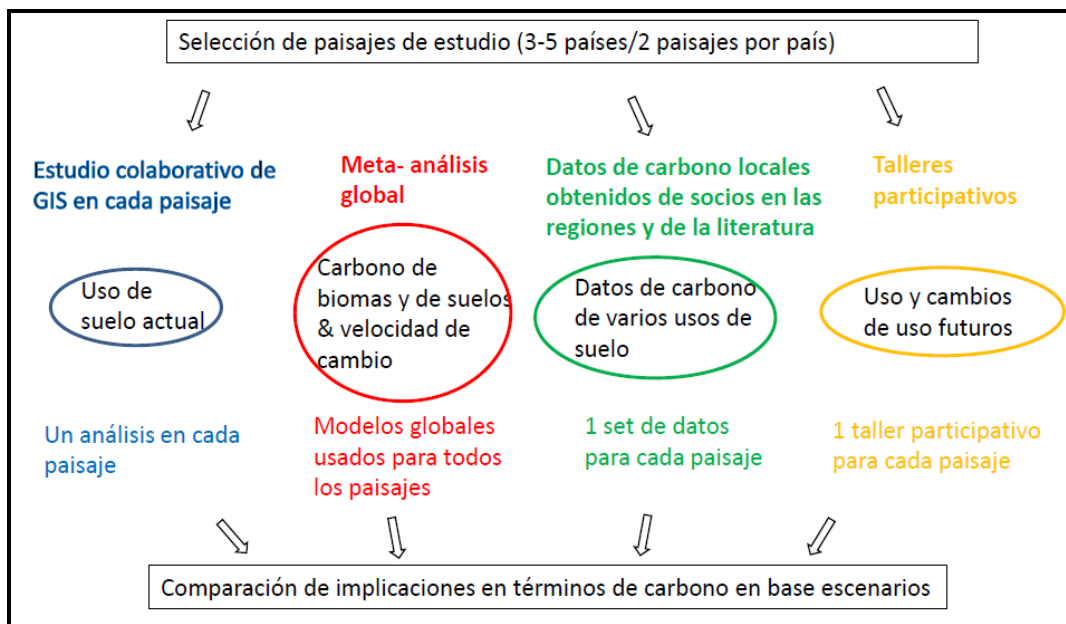 Selección de paisajes de estudio (3-5 países/2 paisajes por país)
Estudio colaborativo de
GIS en cada paisaje
Meta- análisis
global
Datos de carbono locales
obtenidos de socios en las
regiones y de la literatura
Talleres
participativos
Uso de
suelo actual
Carbono de
biomas y de suelos
& velocidad de
cambio
Datos de carbono
de varios usos de
suelo
Uso y cambios
de uso futuros
Un análisis en cada
paisaje
Modelos globales
usados para todos
los paisajes
1 set de datos
para cada paisaje
1 taller participativo
para cada paisaje
Comparación de implicaciones en términos de carbono en base escenarios